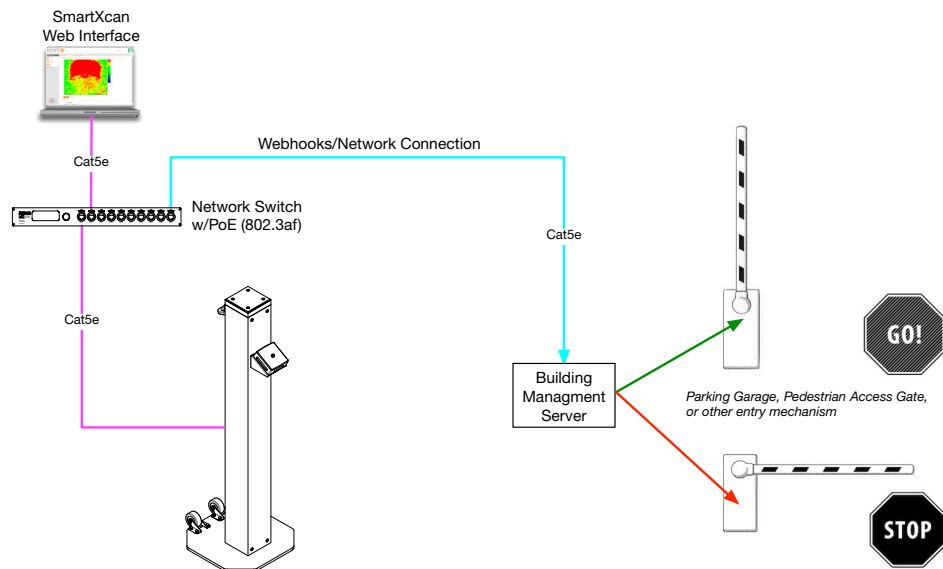 SmartXcan
Web Interface
Cat5e
Webhooks/Network Connection
Network Switch
w/PoE (802.3af)
Cat5e
Cat5e
GO!
Building
Managment
Server
Parking Garage, Pedestrian Access Gate,
or other entry mechanism
STOP